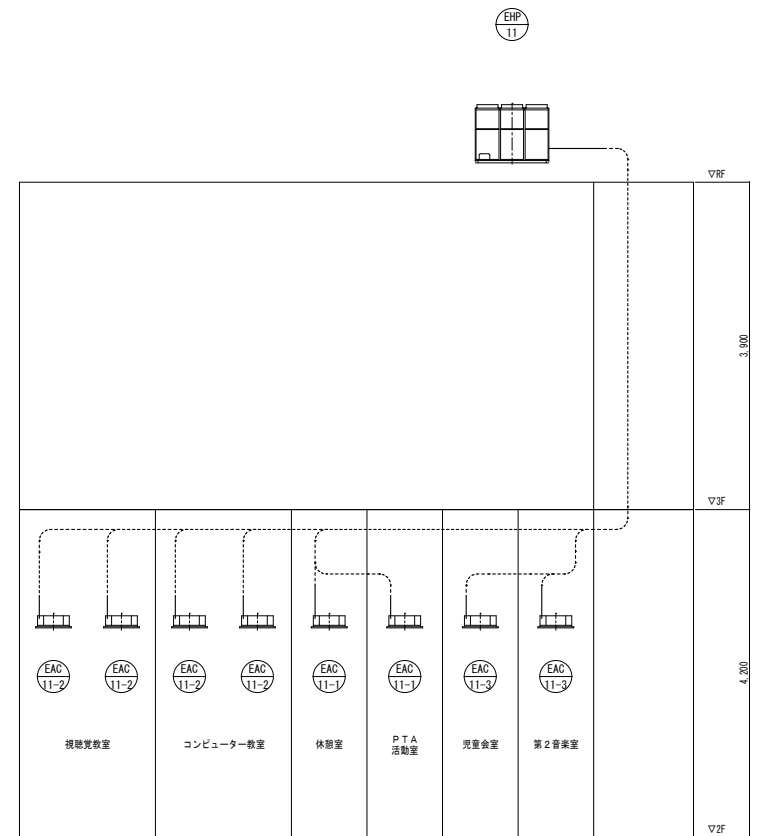 EHP
11
▽RF
3,900
▽3F
EAC
11-2
EAC
11-2
EAC
11-2
EAC
11-2
EAC
11-1
EAC
11-1
EAC
11-3
EAC
11-3
4,200
視聴覚教室
コンピューター教室
休憩室
PTA
活動室
児童会室
第2音楽室
▽2F